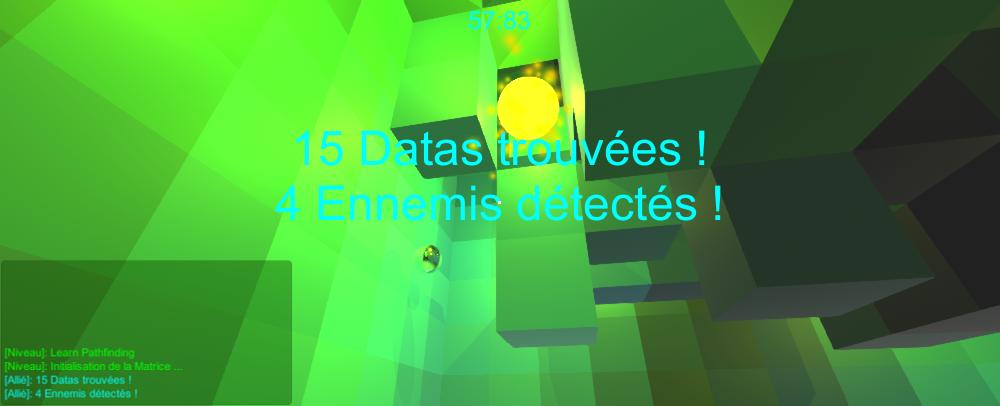 57:83
15 Datas trouvées !
4 Ennemis détectés !
[Niveau]: Learn Pathfinding
[Niveau]: Initialisation de la Matrice ...
[Allié]: 15 Datas trouvées !
[Allié]: 4 Ennemis détectés !